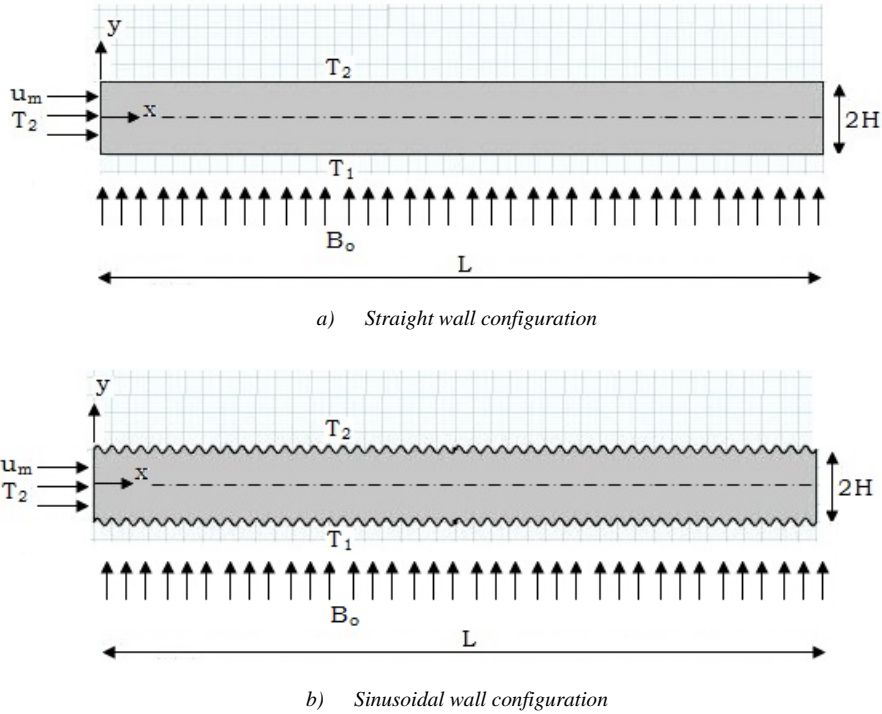 y
T₂
uₘ
T₂
x
2H
T₁
Bₒ
L
a) Straight wall configuration
y
T₂
uₘ
T₂
x
2H
T₁
Bₒ
L
b) Sinusoidal wall configuration